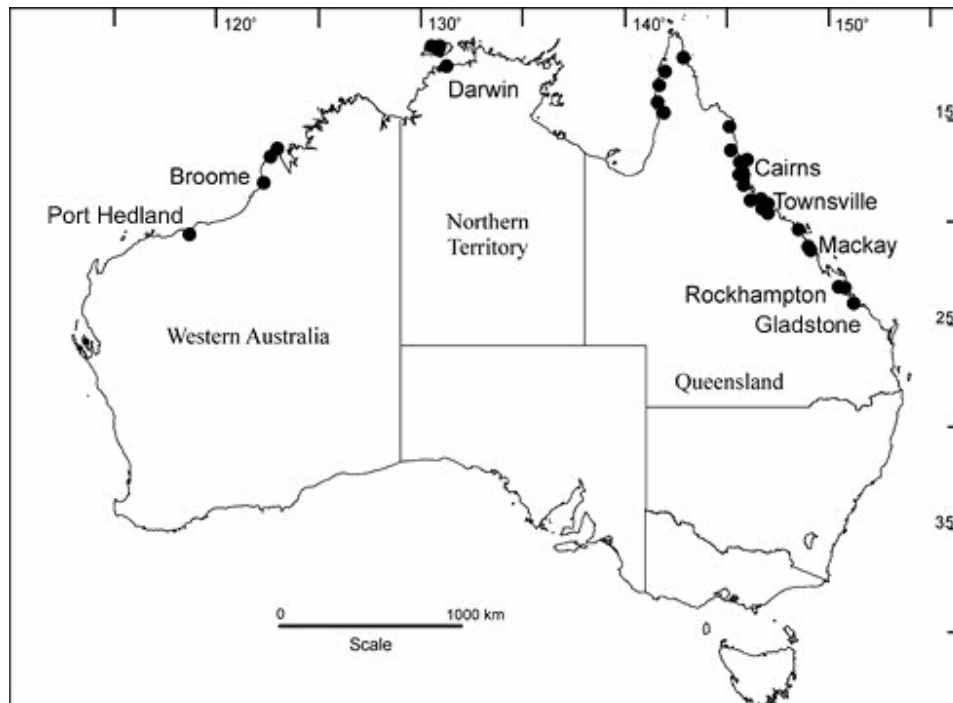 120° 130° 140° 150°
Darwin
15
Broome
Cairns
Port Hedland
Townsville
Northern
Territory
Mackay
Rockhampton
Western Australia
Gladstone
25
Queensland
35
0 1000 km
Scale